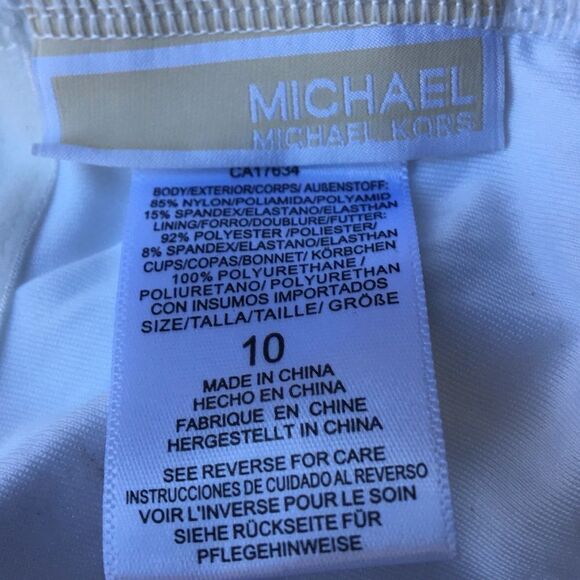 MICHAEL
MICHAEL KORS
CA17634
BODY/EXTERIOR/CORPS/ AUßENSTOFF:
85% NYLON/POLIAMIDA/POLYAMID
15% SPANDEX/ELASTANO/ELASTHAN
LINING/FORRO/DOUBLURE/FUTTER:
92% POLYESTER /POLIESTER/
8% SPANDEX/ELASTANO/ELASTHAN
CUPS/COPAS/BONNET/ KÖRBCHEN
100% POLYURETHANE /
POLIURETANO/ POLYURETHAN
CON INSUMOS IMPORTADOS
SIZE/TALLA/TAILLE/ GRÖßE
10
MADE IN CHINA
HECHO EN CHINA
FABRIQUE EN CHINE
HERGESTELLT IN CHINA
SEE REVERSE FOR CARE
INSTRUCCIONES DE CUIDADO AL REVERSO
VOIR L'INVERSE POUR LE SOIN
SIEHE RÜCKSEITE FÜR
PFLEGEHINWEISE